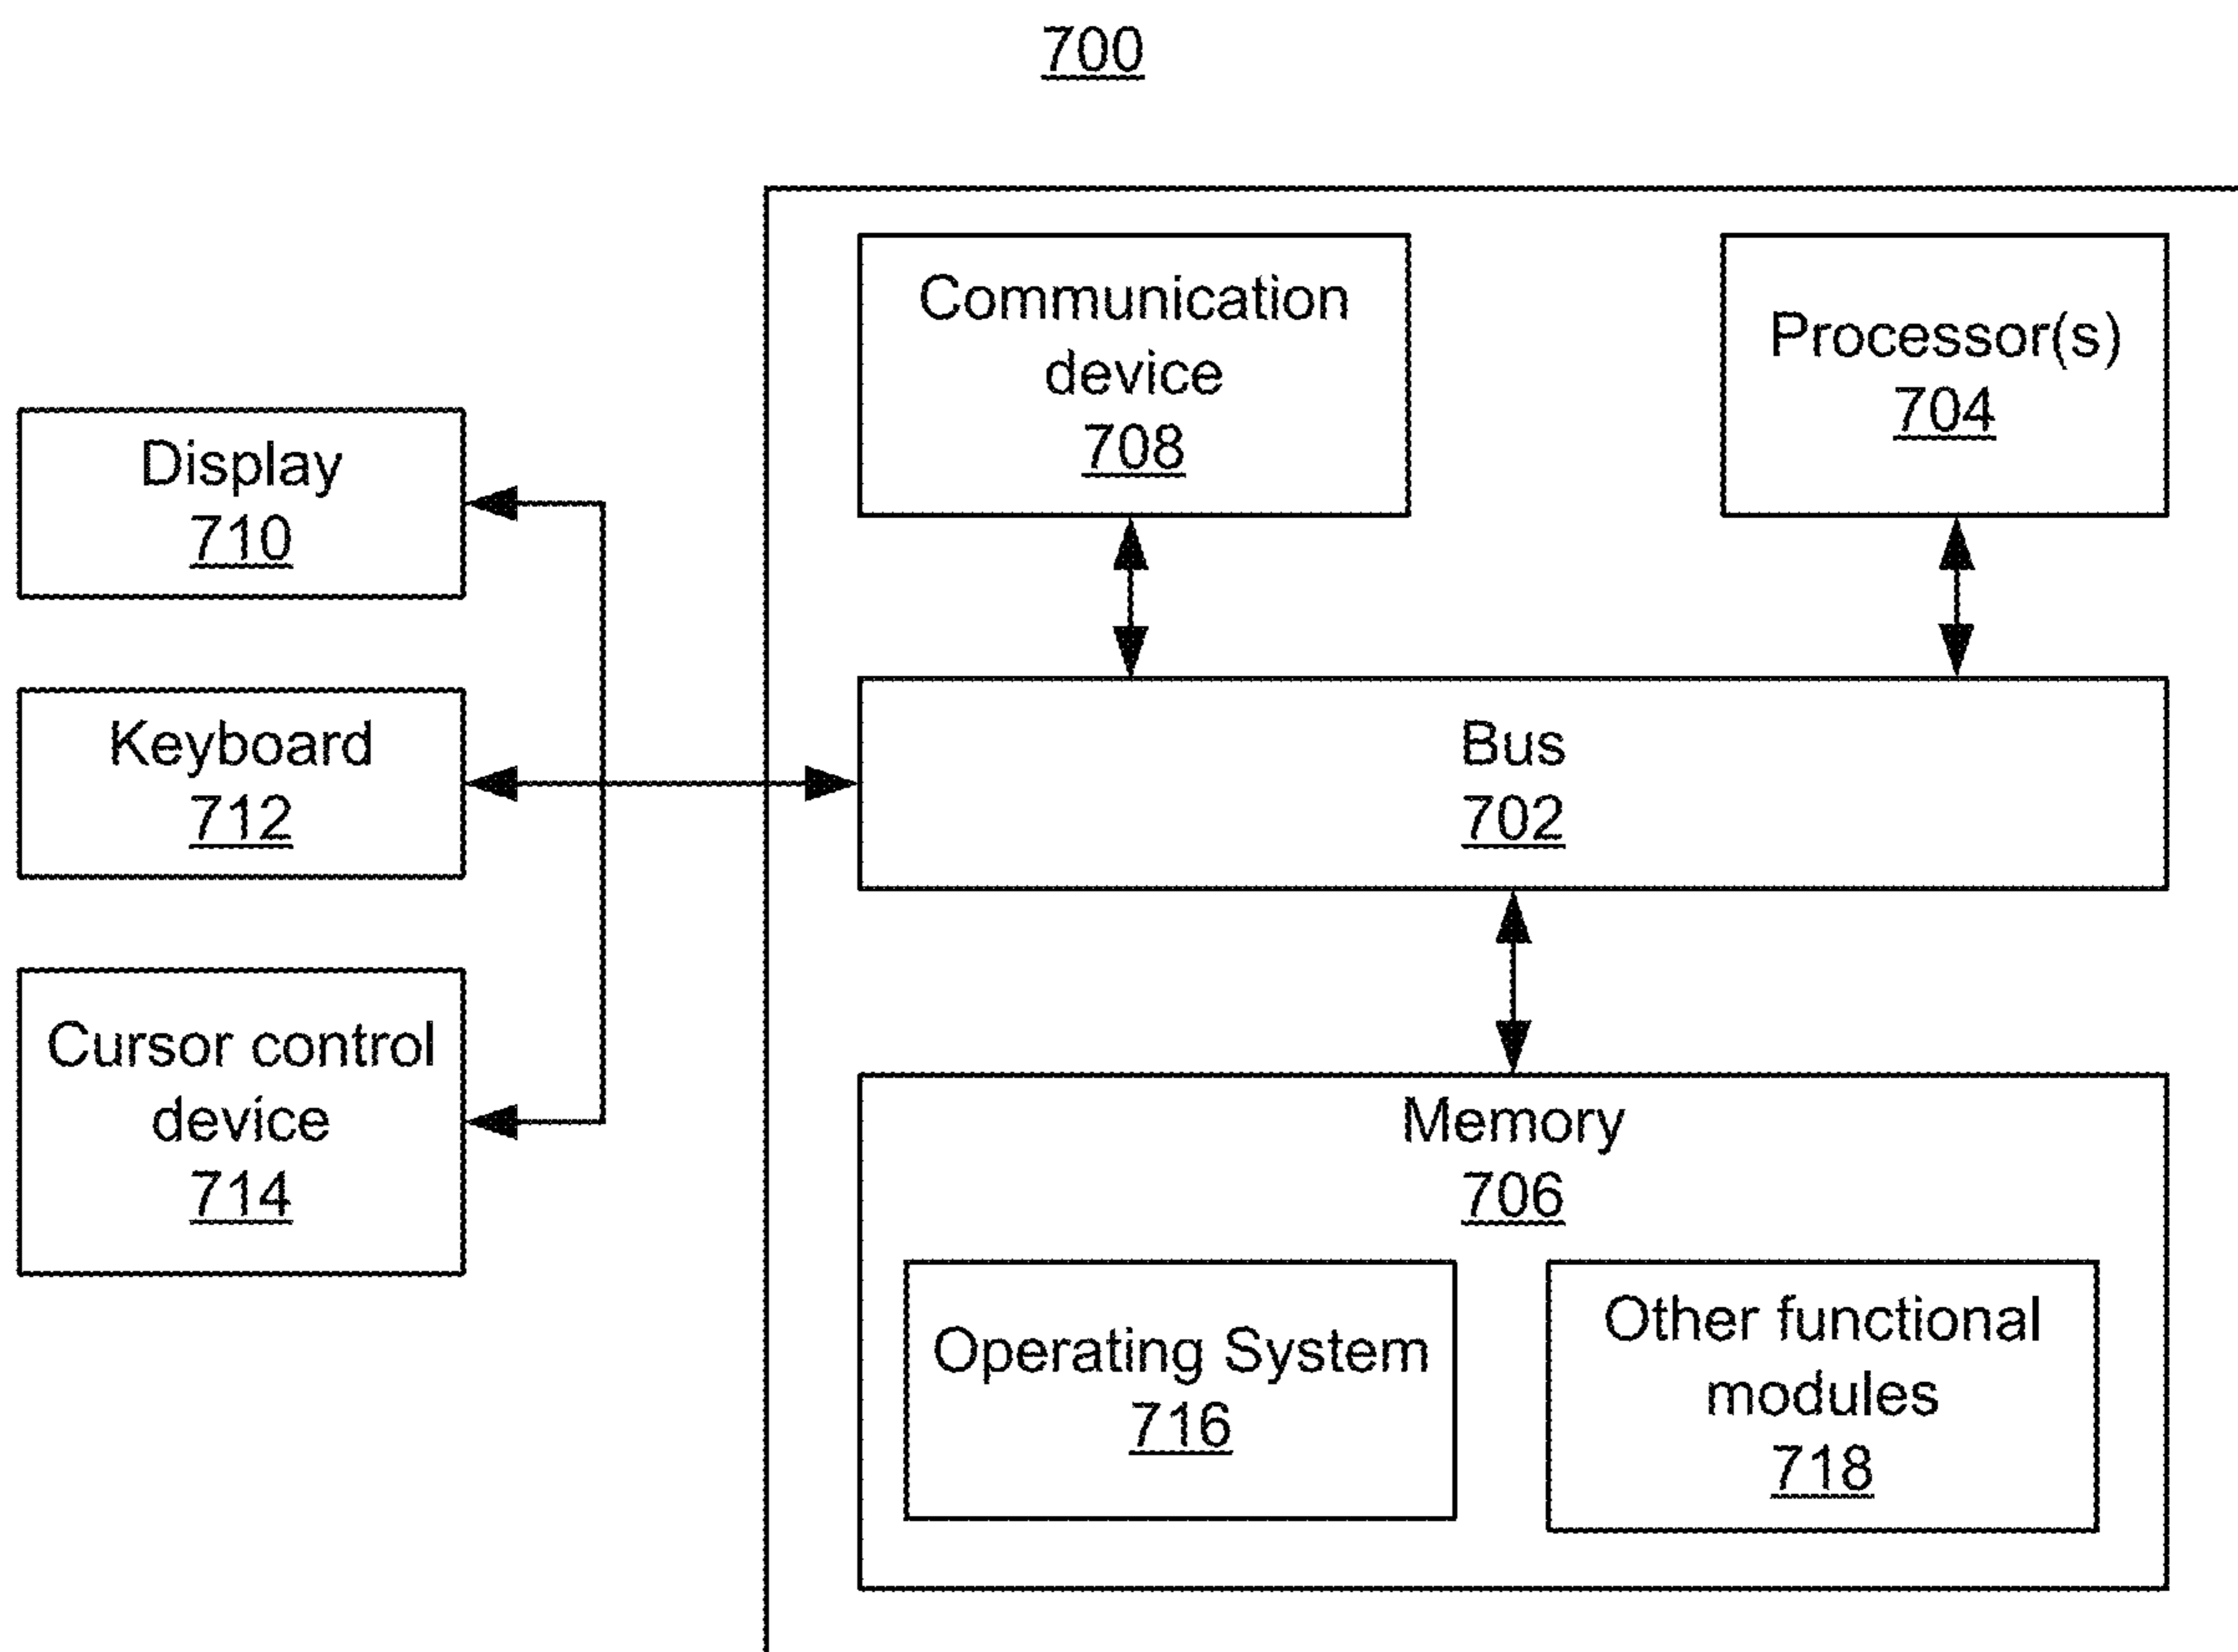 700
Communication
device
708
Processor(s)
704
Display
710
Keyboard
712
Bus
702
Cursor control
device
714
Memory
706
Operating System
716
Other functional
modules
718